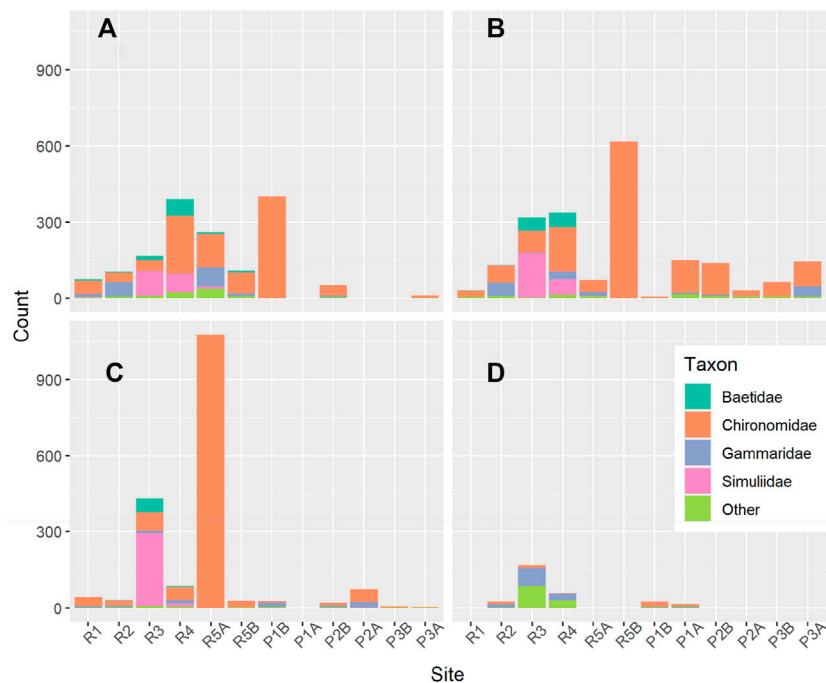 A
B
900
600
300
0
Count
C
D
900
600
300
0
Taxon
Baetidae
Chironomidae
Gammaridae
Simuliidae
Other
R1 R2 R3 R4 R5A R5B P1B P1A P2B P2A P3B P3A
R1 R2 R3 R4 R5A R5B P1B P1A P2B P2A P3B P3A
Site